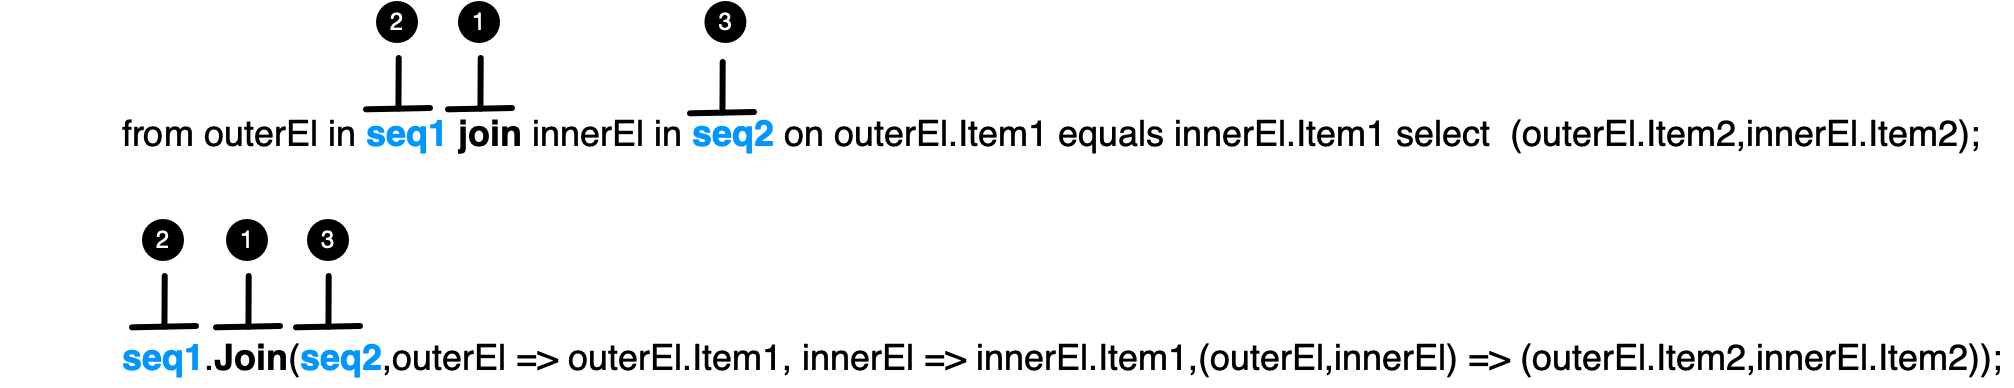 2 1 3
from outerEl in seq1 join innerEl in seq2 on outerEl.Item1 equals innerEl.Item1 select (outerEl.Item2,innerEl.Item2);
2 1 3
seq1.Join(seq2,outerEl => outerEl.Item1, innerEl => innerEl.Item1,(outerEl,innerEl) => (outerEl.Item2,innerEl.Item2));